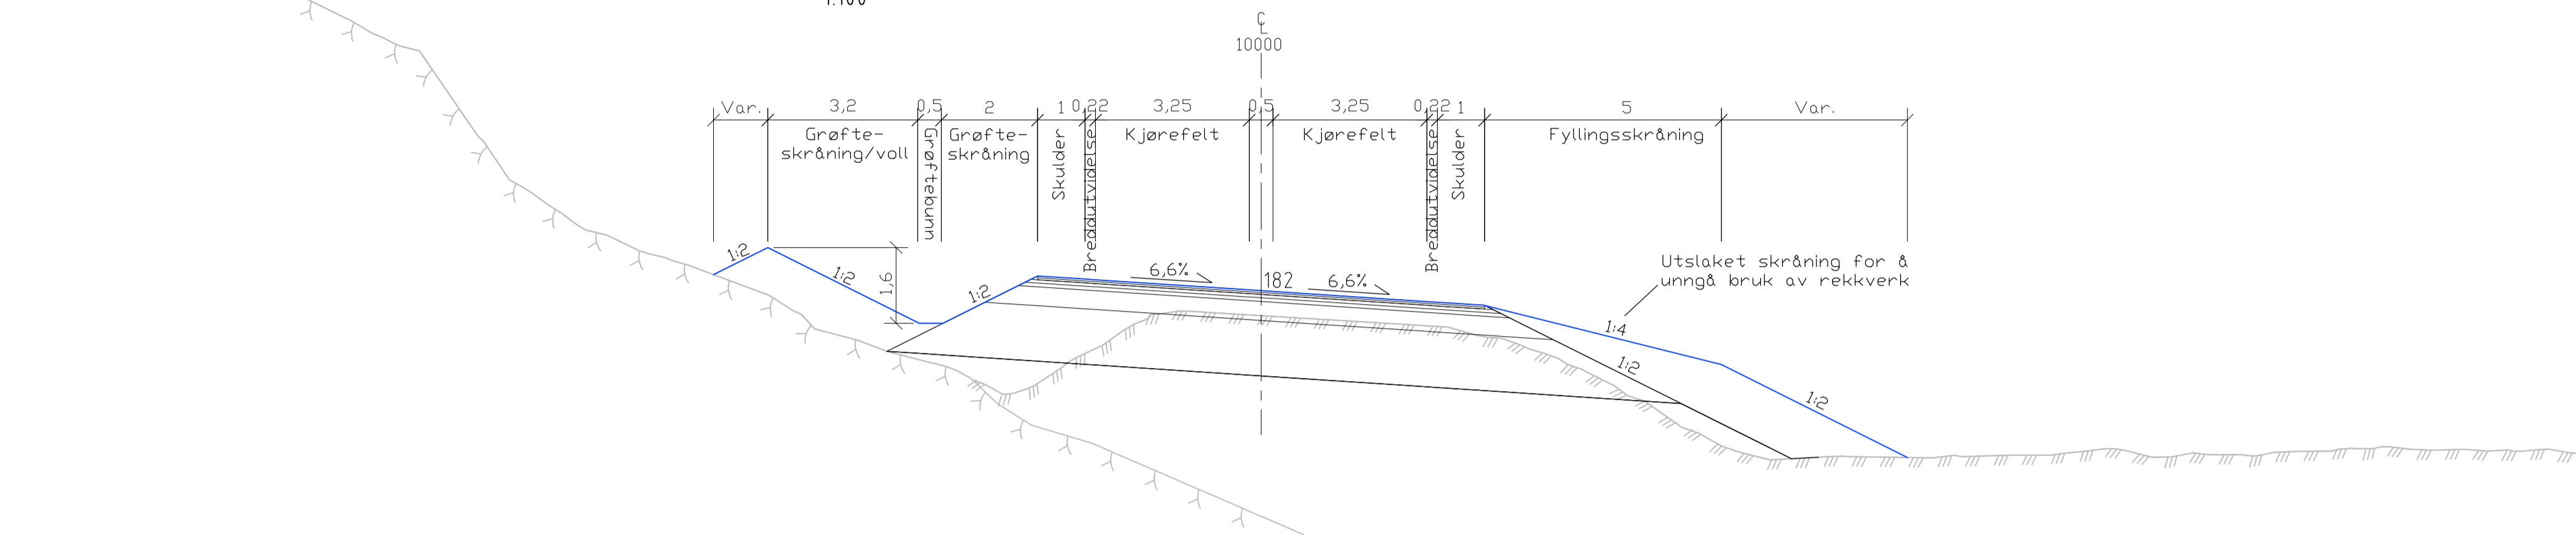 C
L
10000
Var. 3,2 0,5 2 1 0,22 3,25 0,5 3,25 0,22 1 5 Var.
Grøfte-
skråning/voll
Grøftebunn
Grøfte-
skråning
Skulder
Breddutvidelse
Kjørefelt
Kjørefelt
Breddutvidelse
Skulder
Fyllingsskråning
1:2
1:2
1,6
1:2
6,6%
182
6,6%
Utslaket skråning for å
unngå bruk av rekkverk
1:4
1:2
1:2